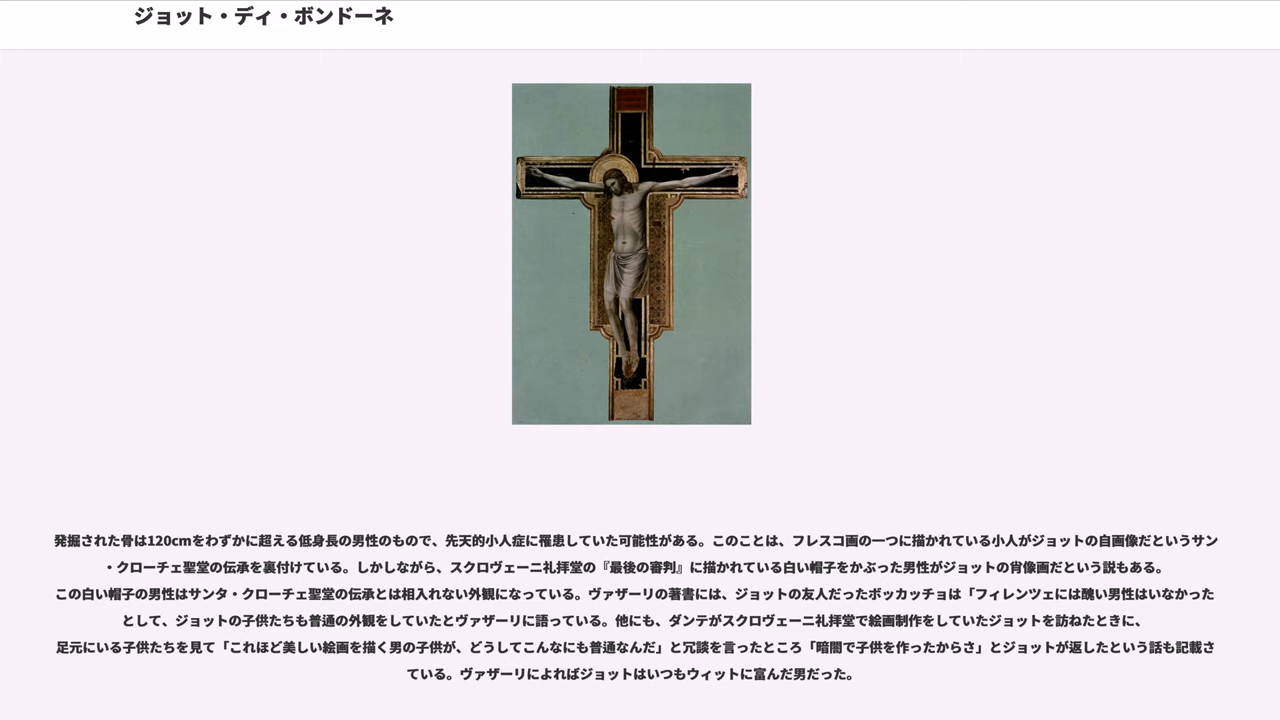 ジョット・ディ・ボンドーネ
発掘された骨は120cmをわずかに超える低身長の男性のもので、先天的小人症に罹患していた可能性がある。このことは、フレスコ画の一つに描かれている小人がジョットの自画像だというサン
・クローチェ聖堂の伝承を裏付けている。しかしながら、スクロヴェーニ礼拝堂の『最後の審判』に描かれている白い帽子をかぶった男性がジョットの肖像画だという説もある。
この白い帽子の男性はサンタ・クローチェ聖堂の伝承とは相入れない外観になっている。ヴァザーリの著書には、ジョットの友人だったボッカッチョは「フィレンツェには醜い男性はいなかった
として、ジョットの子供たちも普通の外観をしていたとヴァザーリに語っている。他にも、ダンテがスクロヴェーニ礼拝堂で絵画制作をしていたジョットを訪ねたときに、
足元にいる子供たちを見て「これほど美しい絵画を描く男の子供が、どうしてこんなにも普通なんだ」と冗談を言ったところ「暗闇で子供を作ったからさ」とジョットが返したという話も記載さ
ている。ヴァザーリによればジョットはいつもウィットに富んだ男だった。